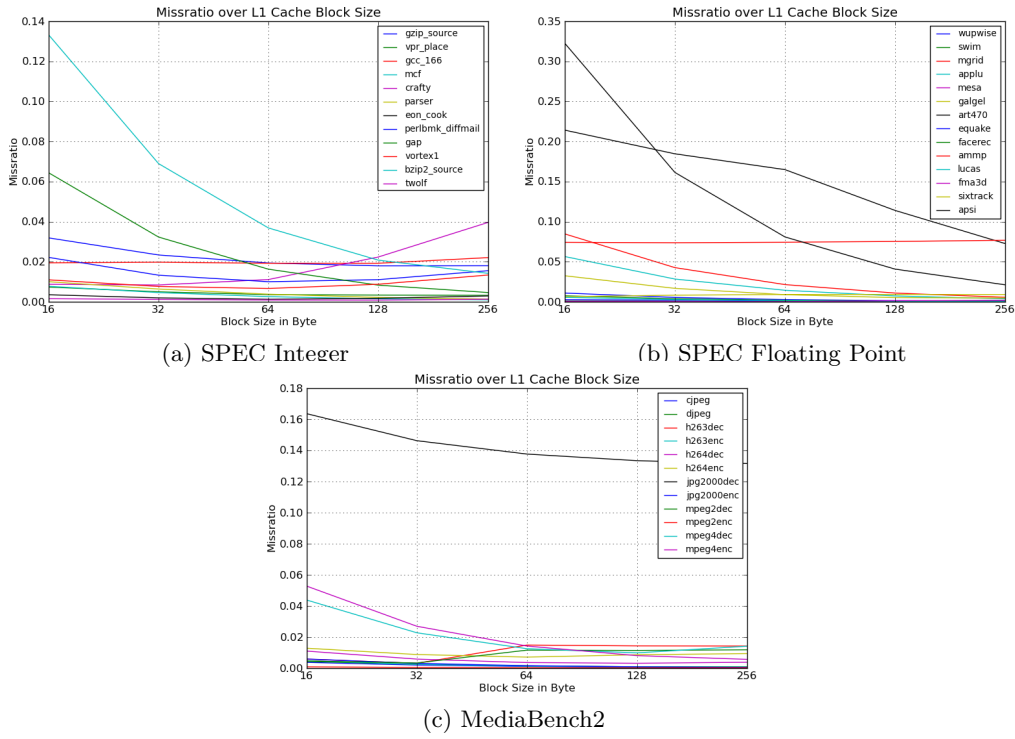 Missratio over L1 Cache Block Size
0.14
0.12
0.10
0.08
0.06
0.04
0.02
0.00
Missratio
16
32
64
128
256
Block Size in Byte
gzip_source
vpr_place
gcc_166
mcf
crafty
parser
eon_cook
perlbmk_diffmail
gap
vortex1
bzip2_source
twolf
(a) SPEC Integer
Missratio over L1 Cache Block Size
0.35
0.30
0.25
0.20
0.15
0.10
0.05
0.00
Missratio
16
32
64
128
256
Block Size in Byte
wupwise
swim
mgrid
applu
mesa
galgel
art470
equake
facerec
ammp
lucas
fma3d
sixtrack
apsi
(b) SPEC Floating Point
Missratio over L1 Cache Block Size
0.18
0.16
0.14
0.12
0.10
0.08
0.06
0.04
0.02
0.00
Missratio
16
32
64
128
256
Block Size in Byte
cjpeg
djpeg
h263dec
h263enc
h264dec
h264enc
jpg2000dec
jpg2000enc
mpeg2dec
mpeg2enc
mpeg4dec
mpeg4enc
(c) MediaBench2